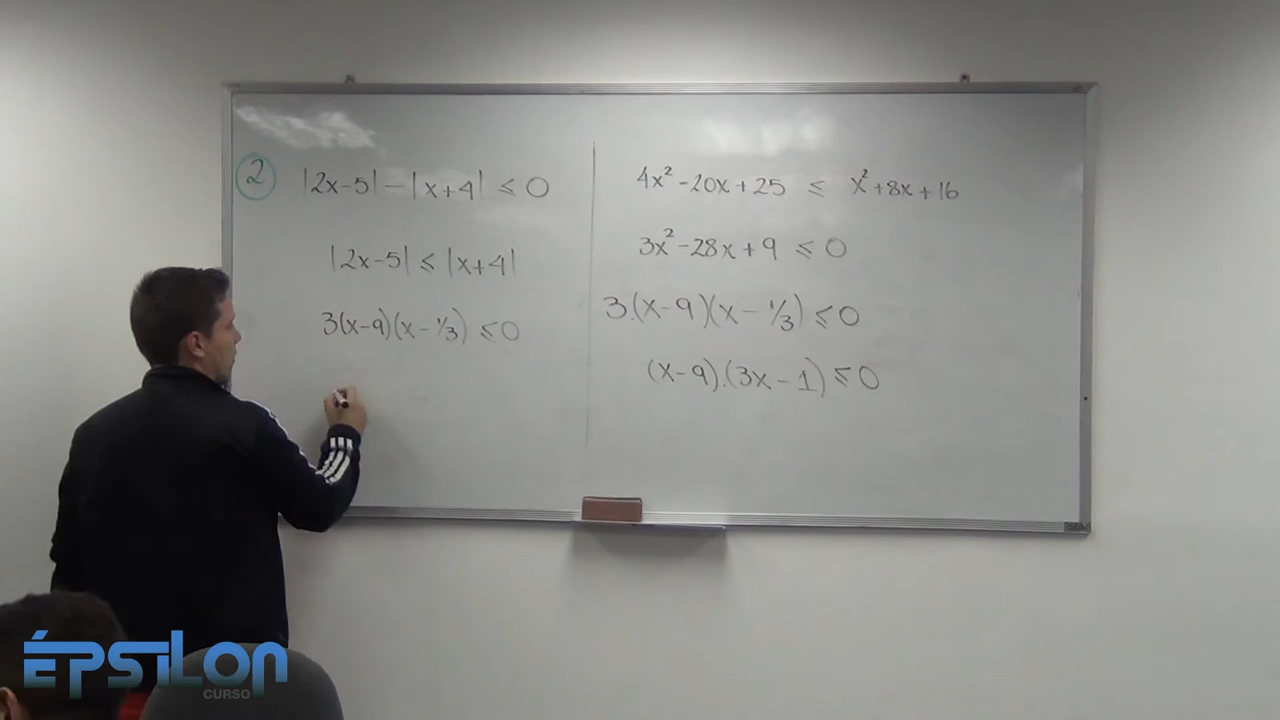 2 |2x-5| - |x+4| ≤ 0
|2x-5| ≤ |x+4|
3(x-9)(x-1/3) ≤ 0
4x² -20x + 25 ≤ x² + 8x + 16
3x² -28x + 9 ≤ 0
3.(x-9)(x - 1/3) ≤ 0
(x-9).(3x-1) ≤ 0
ÉPSILON
CURSO